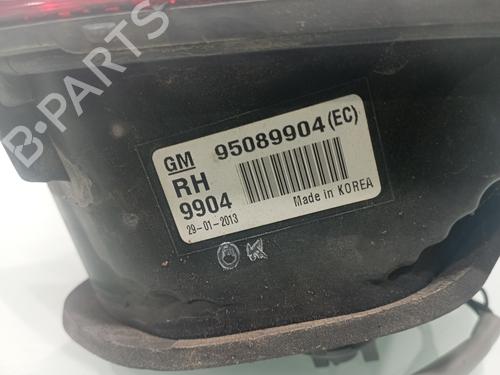 B-PARTS
GM 95089904 (EC)
RH
9904
Made in KOREA
29-01-2013